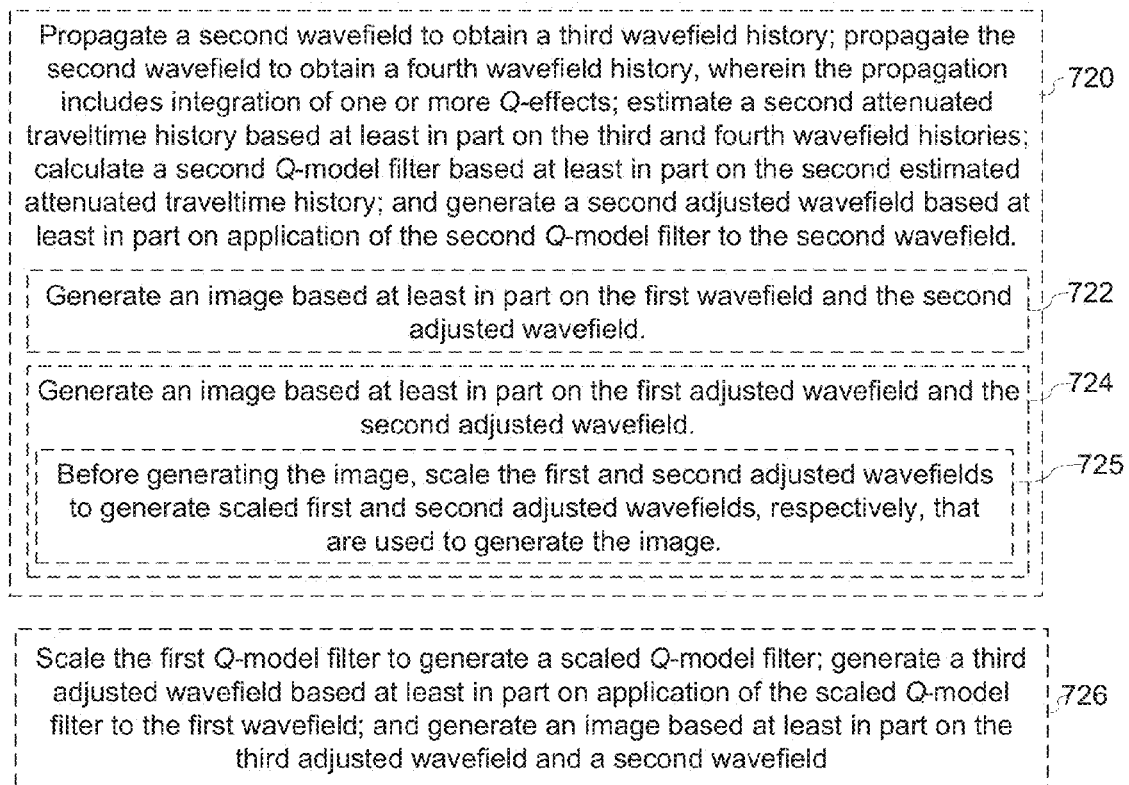 Propagate a second wavefield to obtain a third wavefield history; propagate the
second wavefield to obtain a fourth wavefield history, wherein the propagation
includes integration of one or more Q-effects; estimate a second attenuated
traveltime history based at least in part on the third and fourth wavefield histories;
calculate a second Q-model filter based at least in part on the second estimated
attenuated traveltime history; and generate a second adjusted wavefield based at
least in part on application of the second Q-model filter to the second wavefield.
720
Generate an image based at least in part on the first wavefield and the second
adjusted wavefield.
722
Generate an image based at least in part on the first adjusted wavefield and the
second adjusted wavefield.
724
Before generating the image, scale the first and second adjusted wavefields
to generate scaled first and second adjusted wavefields, respectively, that
are used to generate the image.
725
Scale the first Q-model filter to generate a scaled Q-model filter; generate a third
adjusted wavefield based at least in part on application of the scaled Q-model
filter to the first wavefield; and generate an image based at least in part on the
third adjusted wavefield and a second wavefield
726